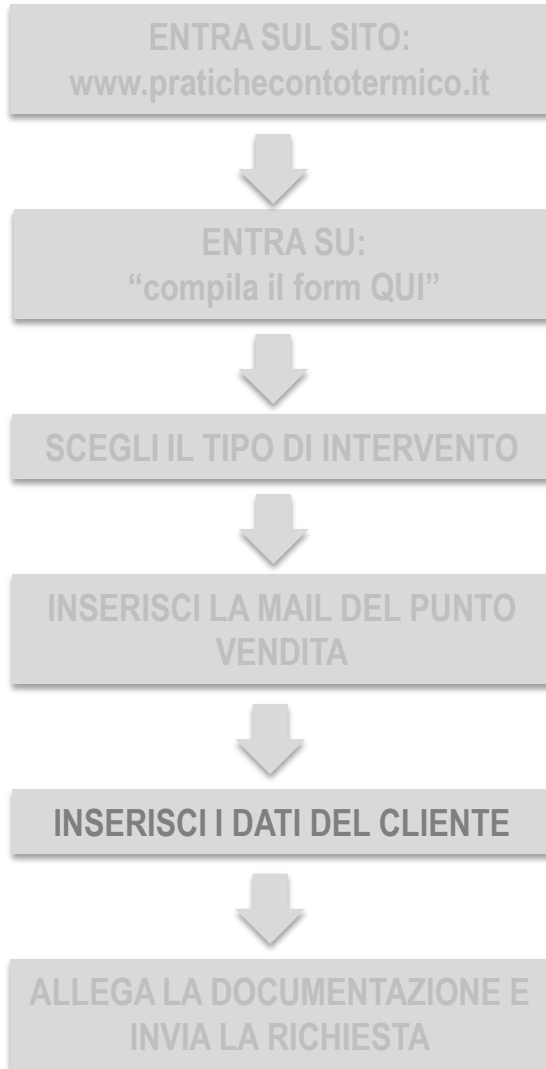 ENTRA SUL SITO:
www.pratichecontotermico.it
ENTRA SU:
“compila il form QUI”
SCEGLI IL TIPO DI INTERVENTO
INSERISCI LA MAIL DEL PUNTO
VENDITA
INSERISCI I DATI DEL CLIENTE
ALLEGA LA DOCUMENTAZIONE E
INVIA LA RICHIESTA